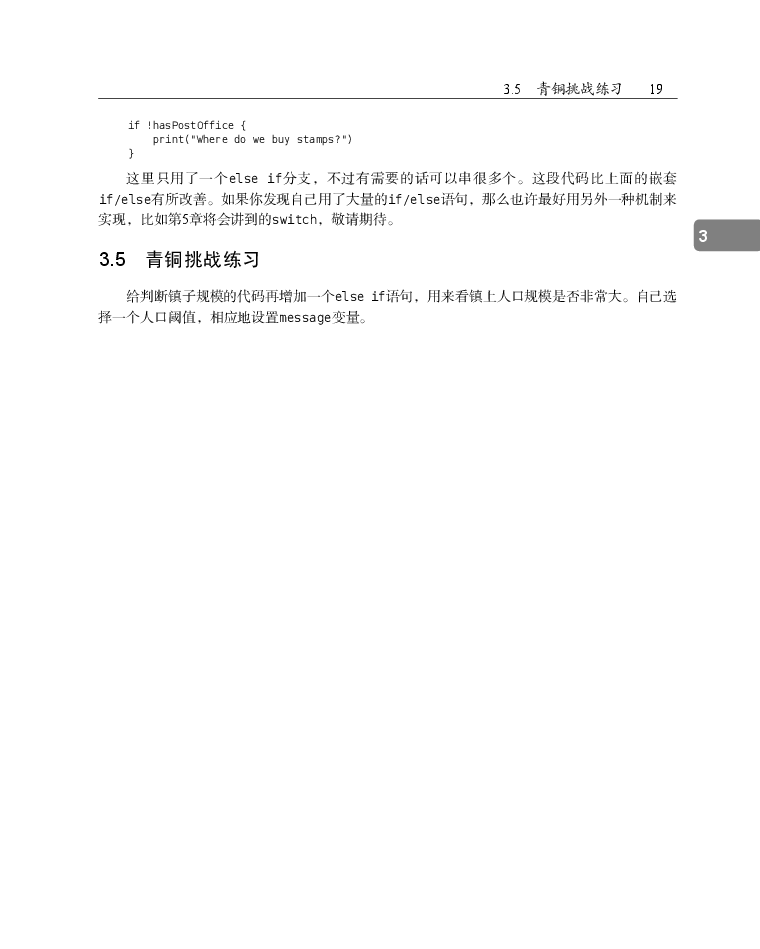 3.5 青铜挑战练习 19
if !hasPostOffice {
    print("Where do we buy stamps?")
}
这里只用了一个else if分支，不过有需要的话可以串很多个。这段代码比上面的嵌套
if/else有所改善。如果你发现自己用了大量的if/else语句，那么也许最好用另外一种机制来
实现，比如第5章将会讲到的switch，敬请期待。
3
3.5 青铜挑战练习
给判断镇子规模的代码再增加一个else if语句，用来看镇上人口规模是否非常大。自己选
择一个人口阈值，相应地设置message变量。